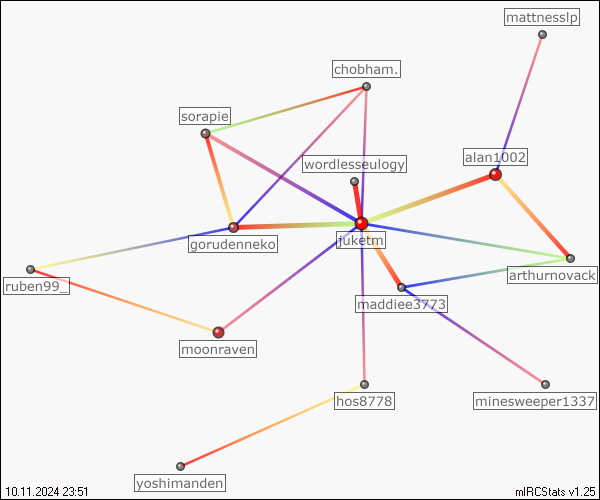 mattnesslp
chobham.
sorapie
wordlesseulogy
alan1002
gorudenneko
juketm
arthurnovack
ruben99_
maddiee3773
moonraven
hos8778
minesweeper1337
yoshimanden
10.11.2024 23:51
mIRCStats v1.25